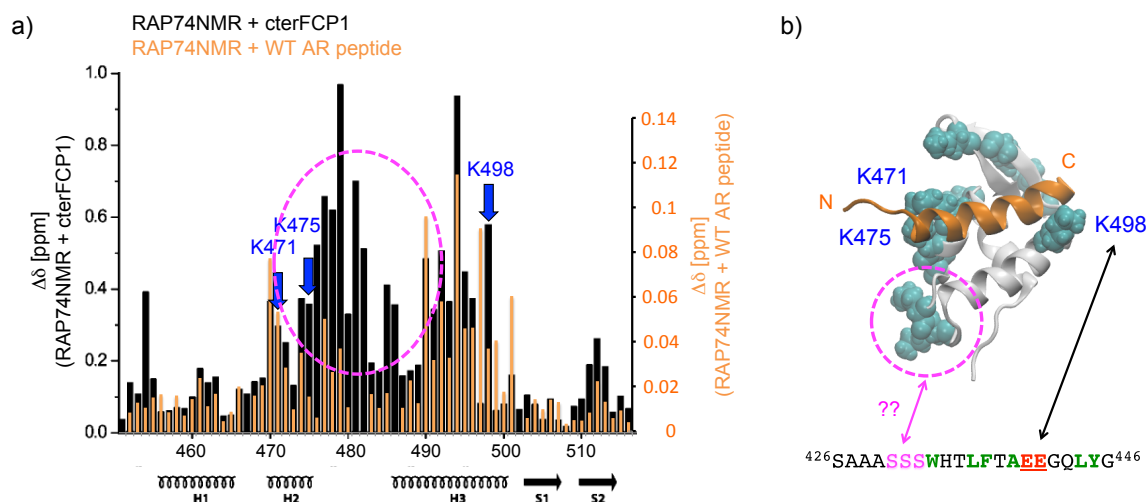 a)
RAP74NMR + cterFCP1
RAP74NMR + WT AR peptide
Δδ [ppm]
(RAP74NMR + cterFCP1)
1.0
0.8
0.6
0.4
0.2
0.0
K471
K475
K498
0.14
0.12
0.1
0.08
0.06
0.04
0.02
0
Δδ [ppm]
(RAP74NMR + WT AR peptide)
460
470
480
490
500
510
H1
H2
H3
S1
S2
b)
K471
C
N
K475
K498
??
⁴²⁶SAAASSSWHTLFTAEEGQLYG⁴⁴⁶